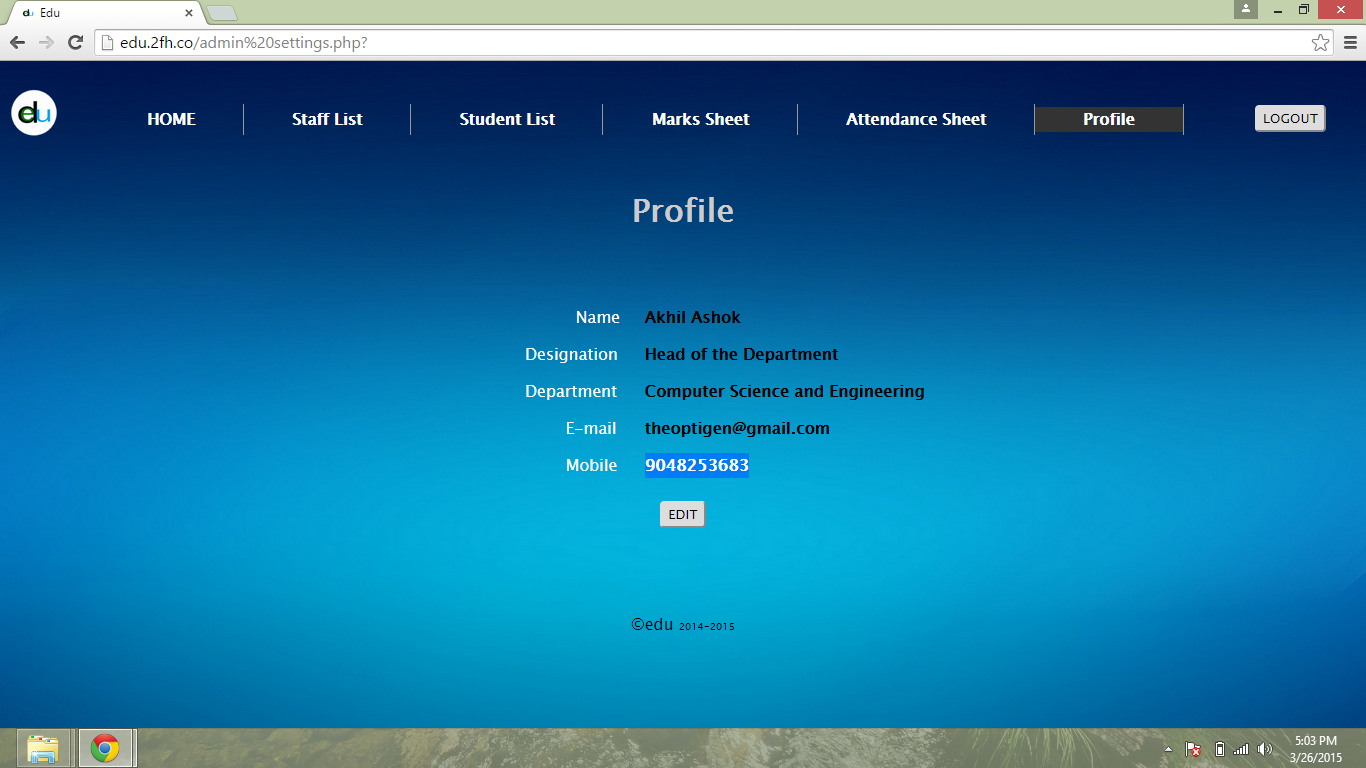 du Edu
edu.2fh.co/admin%20settings.php?
edu HOME Staff List Student List Marks Sheet Attendance Sheet Profile LOGOUT
Profile
Name Akhil Ashok
Designation Head of the Department
Department Computer Science and Engineering
E-mail theoptigen@gmail.com
Mobile 9048253683
EDIT
©edu 2014-2015
5:03 PM
3/26/2015